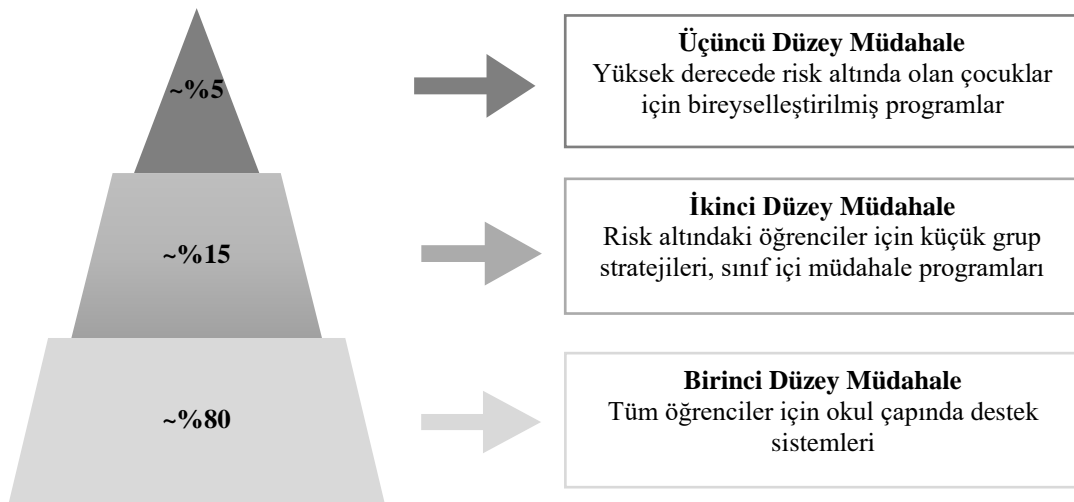 ~%5
Üçüncü Düzey Müdahale
Yüksek derecede risk altında olan çocuklar
için bireyselleştirilmiş programlar
~%15
İkinci Düzey Müdahale
Risk altındaki öğrenciler için küçük grup
stratejileri, sınıf içi müdahale programları
~%80
Birinci Düzey Müdahale
Tüm öğrenciler için okul çapında destek
sistemleri